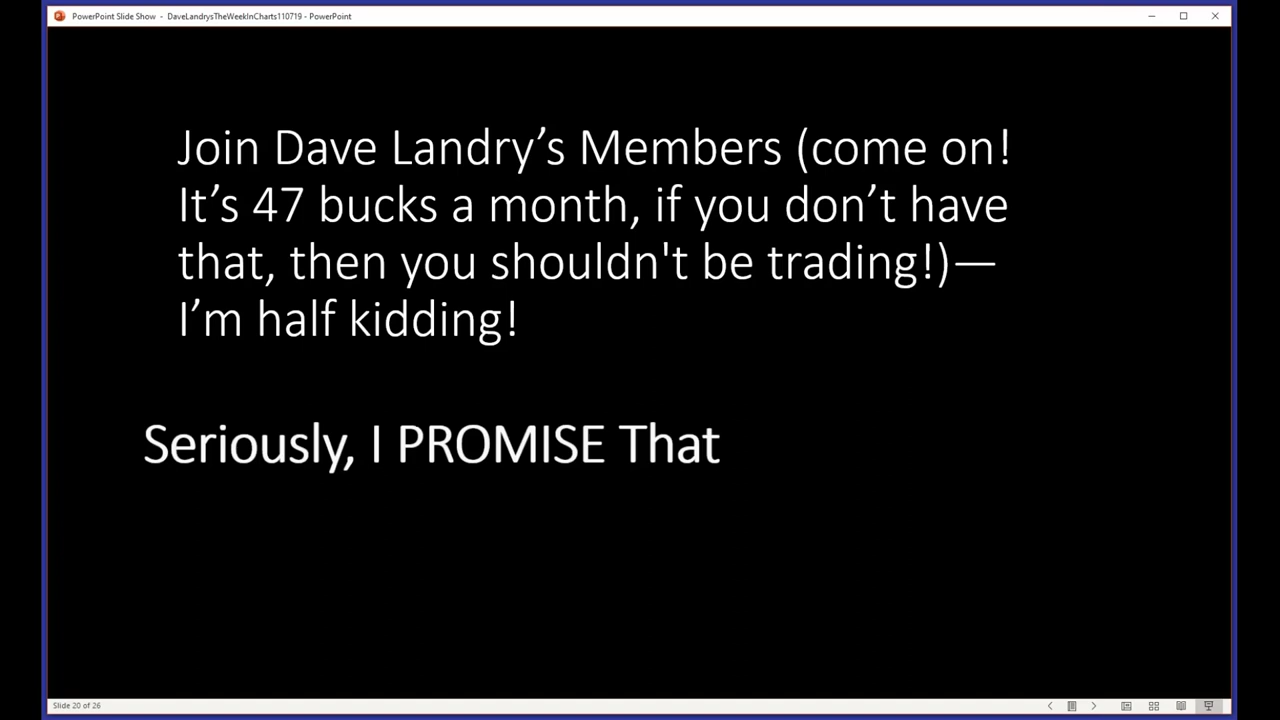 PowerPoint Slide Show - DaveLandrysTheWeekInCharts110719 - PowerPoint
Join Dave Landry’s Members (come on!
It’s 47 bucks a month, if you don’t have
that, then you shouldn't be trading!)—
I’m half kidding!
Seriously, I PROMISE That
Slide 20 of 26